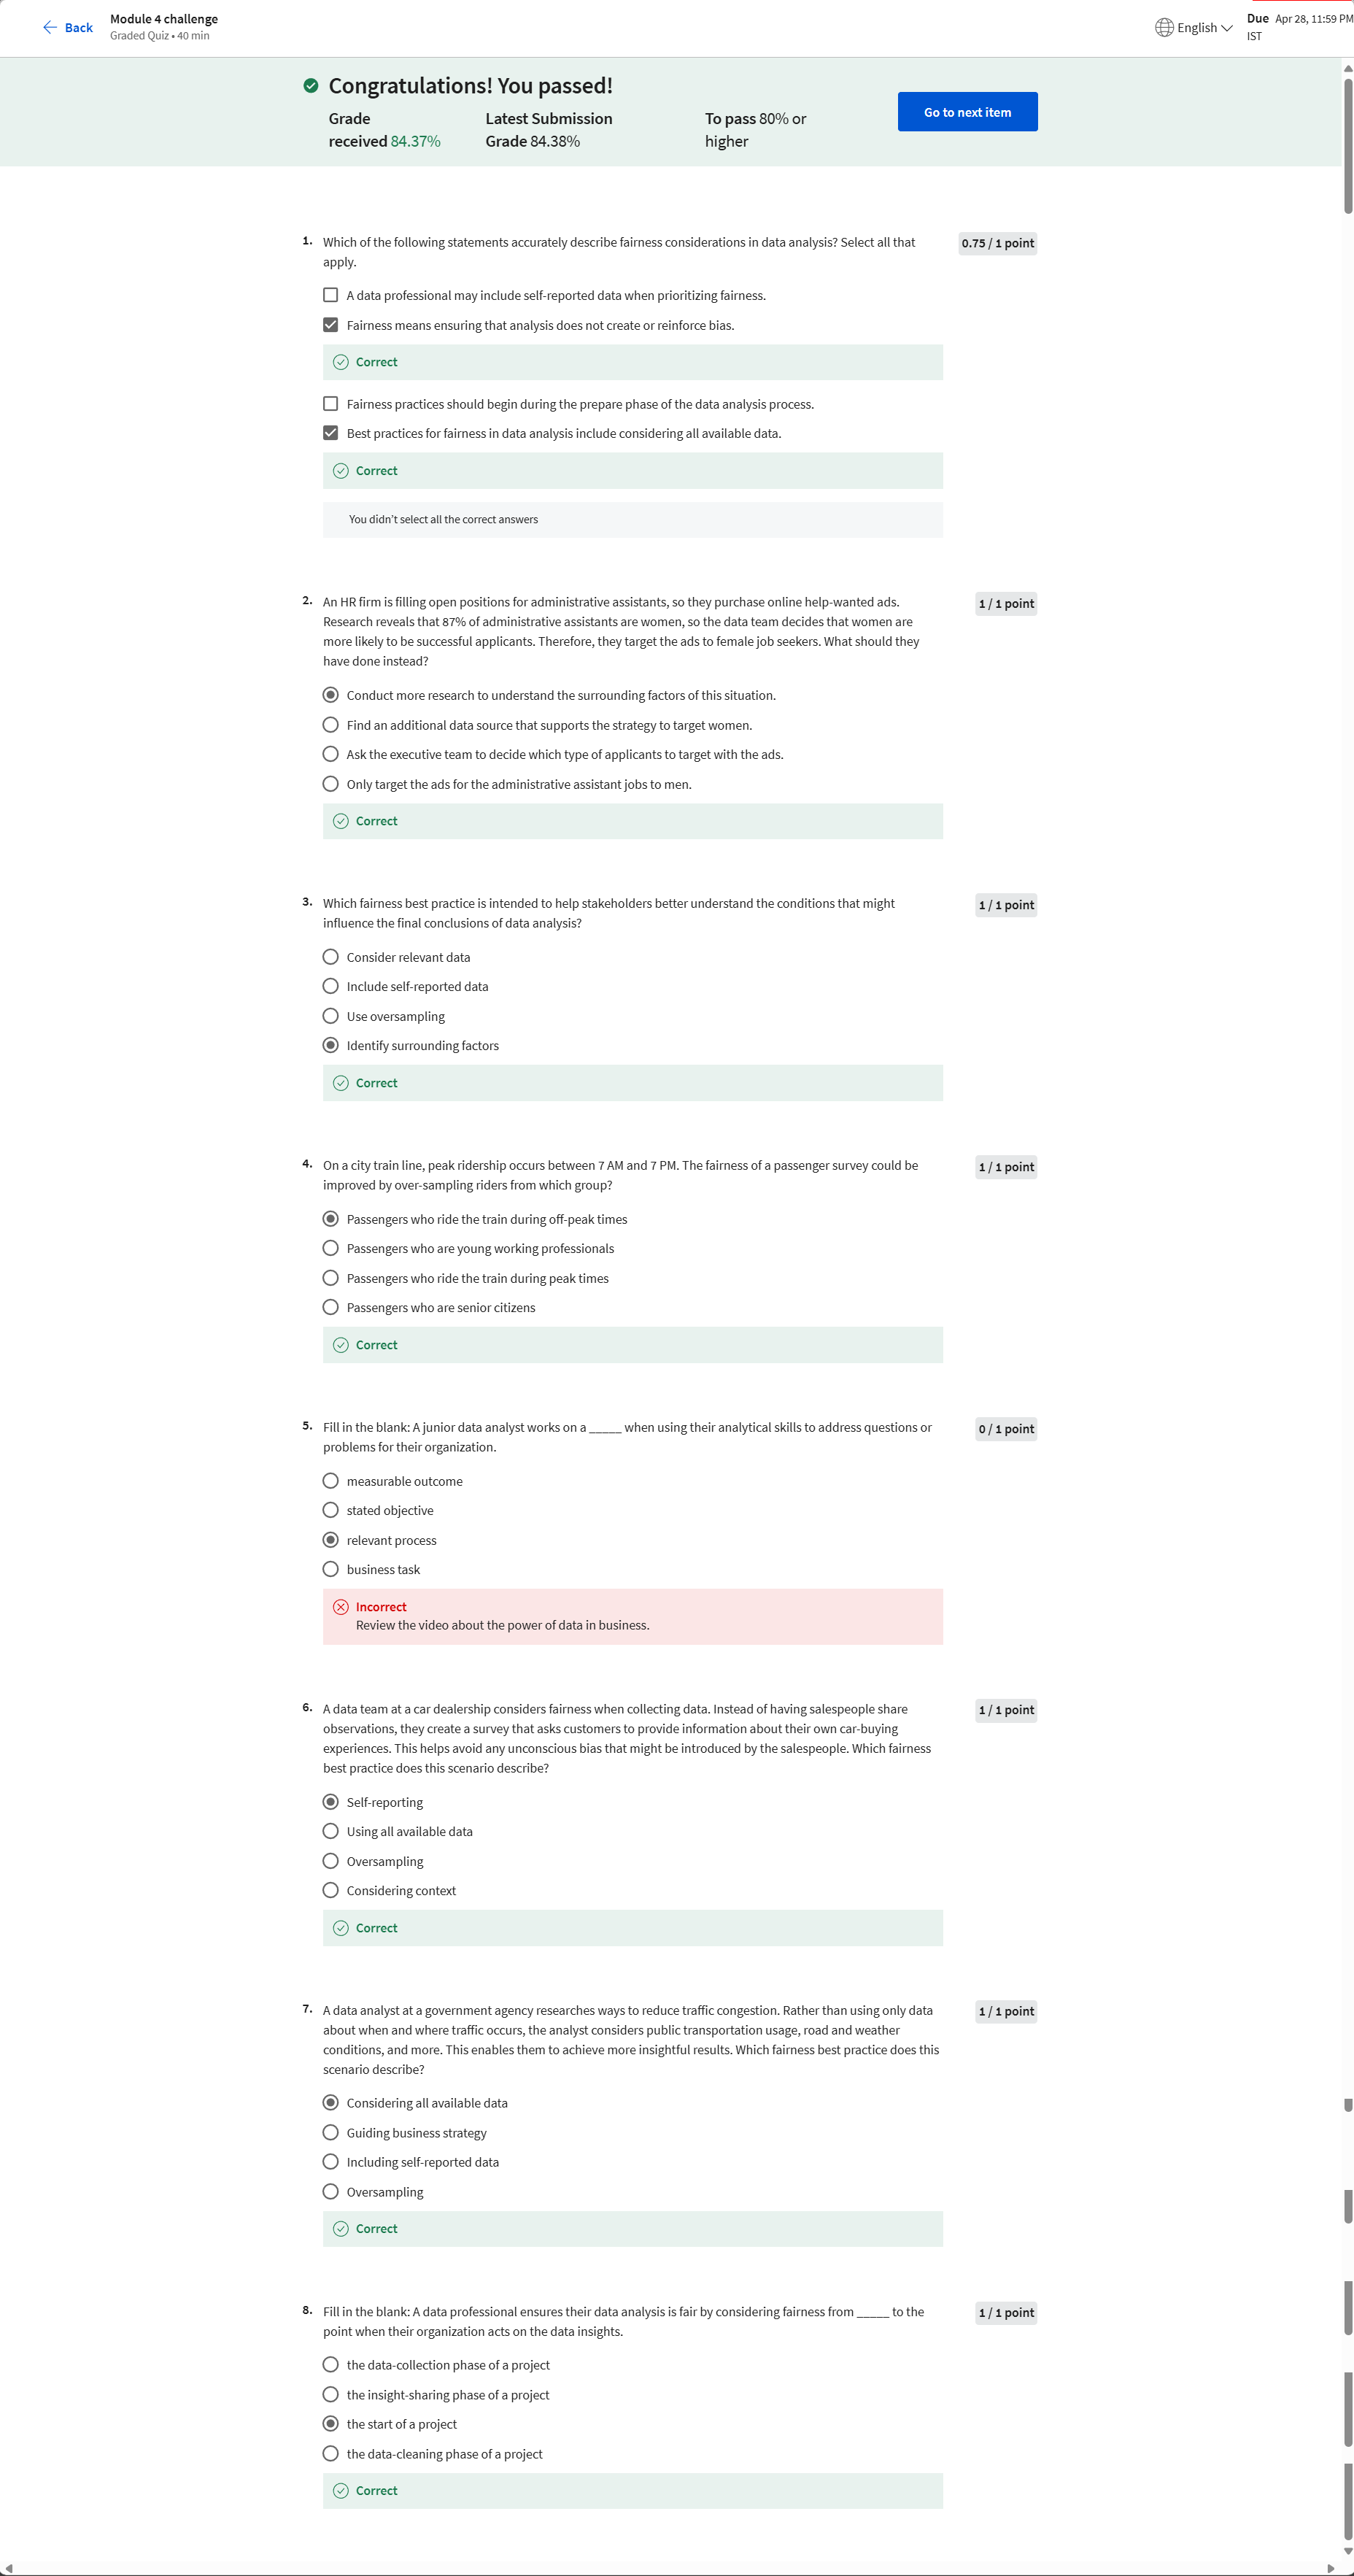 Back
Module 4 challenge
Graded Quiz • 40 min
English
Due Apr 28, 11:59 PM
IST
Congratulations! You passed!
Grade
received 84.37%
Latest Submission
Grade 84.38%
To pass 80% or
higher
Go to next item
1. Which of the following statements accurately describe fairness considerations in data analysis? Select all that
apply.
0.75 / 1 point
A data professional may include self-reported data when prioritizing fairness.
Fairness means ensuring that analysis does not create or reinforce bias.
Correct
Fairness practices should begin during the prepare phase of the data analysis process.
Best practices for fairness in data analysis include considering all available data.
Correct
You didn't select all the correct answers
2. An HR firm is filling open positions for administrative assistants, so they purchase online help-wanted ads.
Research reveals that 87% of administrative assistants are women, so the data team decides that women are
more likely to be successful applicants. Therefore, they target the ads to female job seekers. What should they
have done instead?
1 / 1 point
Conduct more research to understand the surrounding factors of this situation.
Find an additional data source that supports the strategy to target women.
Ask the executive team to decide which type of applicants to target with the ads.
Only target the ads for the administrative assistant jobs to men.
Correct
3. Which fairness best practice is intended to help stakeholders better understand the conditions that might
influence the final conclusions of data analysis?
1 / 1 point
Consider relevant data
Include self-reported data
Use oversampling
Identify surrounding factors
Correct
4. On a city train line, peak ridership occurs between 7 AM and 7 PM. The fairness of a passenger survey could be
improved by over-sampling riders from which group?
1 / 1 point
Passengers who ride the train during off-peak times
Passengers who are young working professionals
Passengers who ride the train during peak times
Passengers who are senior citizens
Correct
5. Fill in the blank: A junior data analyst works on a _____ when using their analytical skills to address questions or
problems for their organization.
0 / 1 point
measurable outcome
stated objective
relevant process
business task
Incorrect
Review the video about the power of data in business.
6. A data team at a car dealership considers fairness when collecting data. Instead of having salespeople share
observations, they create a survey that asks customers to provide information about their own car-buying
experiences. This helps avoid any unconscious bias that might be introduced by the salespeople. Which fairness
best practice does this scenario describe?
1 / 1 point
Self-reporting
Using all available data
Oversampling
Considering context
Correct
7. A data analyst at a government agency researches ways to reduce traffic congestion. Rather than using only data
about when and where traffic occurs, the analyst considers public transportation usage, road and weather
conditions, and more. This enables them to achieve more insightful results. Which fairness best practice does this
scenario describe?
1 / 1 point
Considering all available data
Guiding business strategy
Including self-reported data
Oversampling
Correct
8. Fill in the blank: A data professional ensures their data analysis is fair by considering fairness from _____ to the
point when their organization acts on the data insights.
1 / 1 point
the data-collection phase of a project
the insight-sharing phase of a project
the start of a project
the data-cleaning phase of a project
Correct